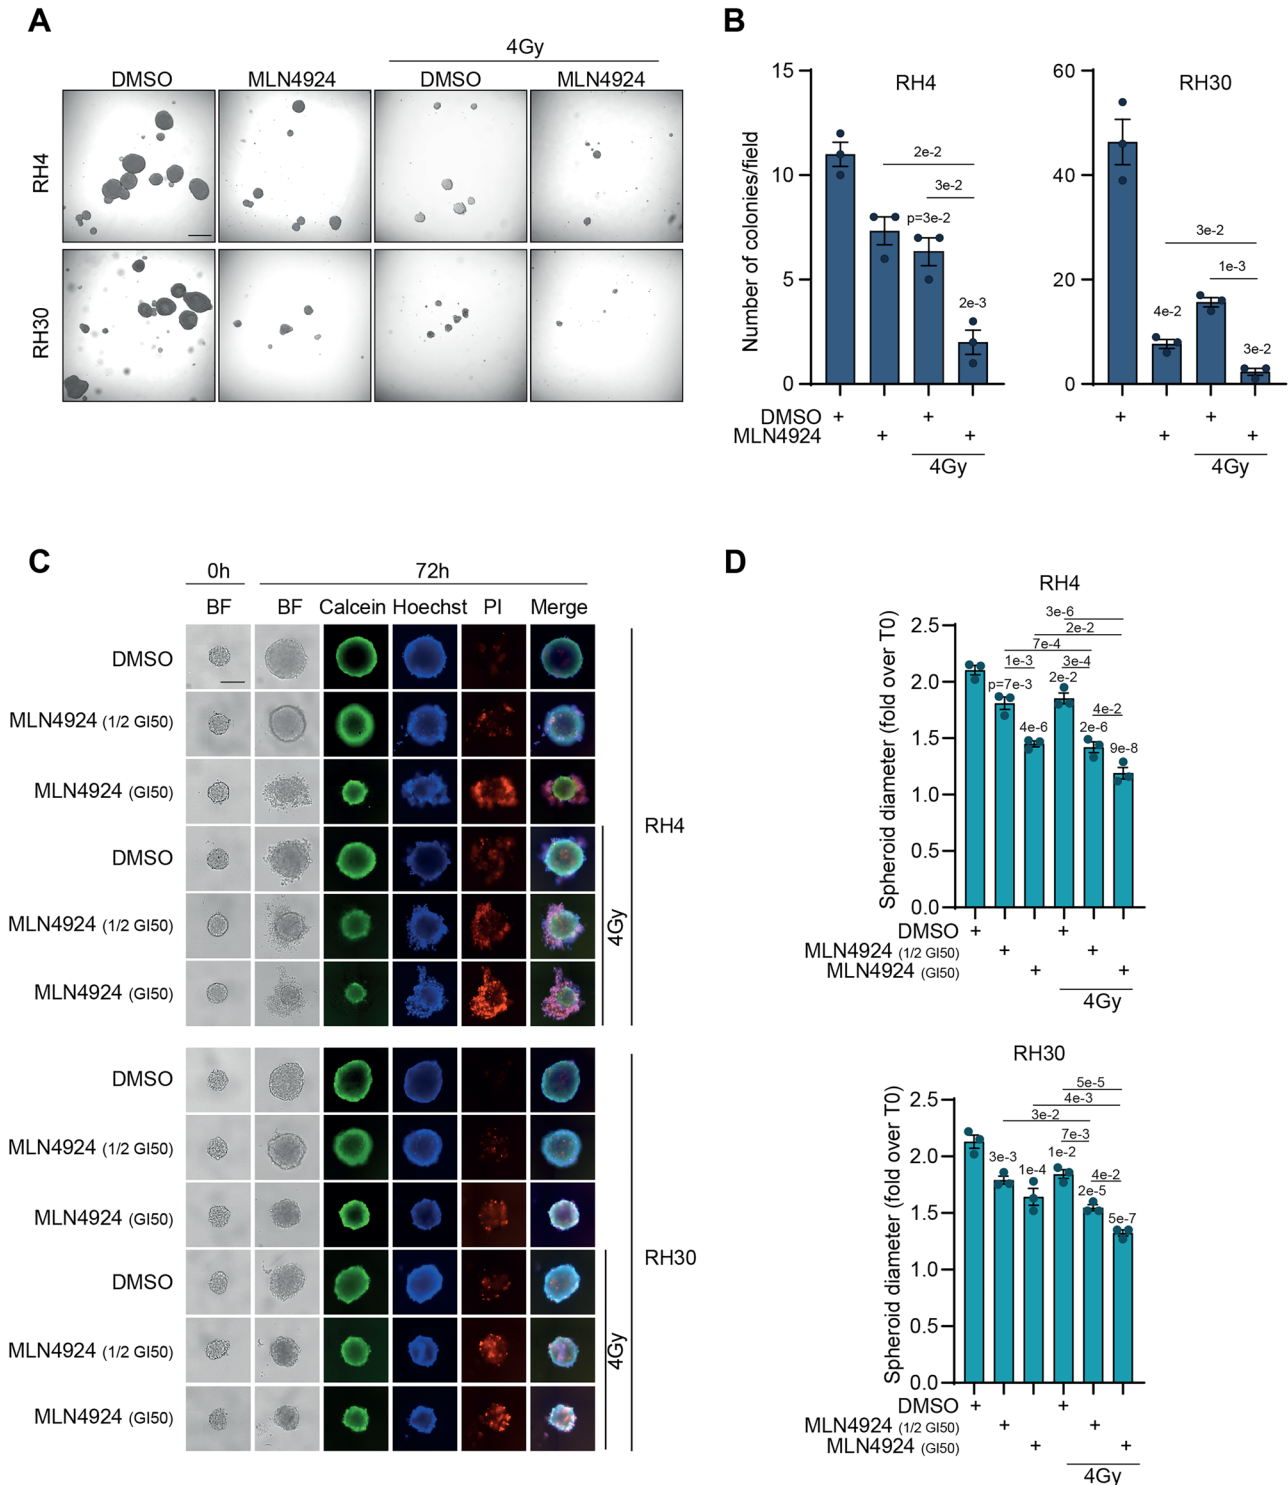 A
4Gy
DMSO
MLN4924
DMSO
MLN4924
RH4
RH30
B
RH4
RH30
Number of colonies/field
15
10
5
0
2e-2
3e-2
p=3e-2
2e-3
60
40
20
0
3e-2
1e-3
4e-2
3e-2
DMSO + +
MLN4924 + +
4Gy
+ +
+ +
4Gy
C
0h
72h
BF
BF
Calcein
Hoechst
PI
Merge
DMSO
MLN4924 (1/2 GI50)
MLN4924 (GI50)
DMSO
MLN4924 (1/2 GI50)
MLN4924 (GI50)
4Gy
RH4
DMSO
MLN4924 (1/2 GI50)
MLN4924 (GI50)
DMSO
MLN4924 (1/2 GI50)
MLN4924 (GI50)
4Gy
RH30
D
RH4
Spheroid diameter (fold over T0)
2.5
2.0
1.5
1.0
0.5
0.0
3e-6
2e-2
7e-4
1e-3
3e-4
p=7e-3
2e-2
4e-2
4e-6
2e-6
9e-8
DMSO + +
MLN4924 (1/2 GI50) + +
MLN4924 (GI50) + +
4Gy
RH30
Spheroid diameter (fold over T0)
2.5
2.0
1.5
1.0
0.5
0.0
5e-5
4e-3
3e-2
7e-3
3e-3
1e-2
1e-4
4e-2
2e-5
5e-7
DMSO + +
MLN4924 (1/2 GI50) + +
MLN4924 (GI50) + +
4Gy